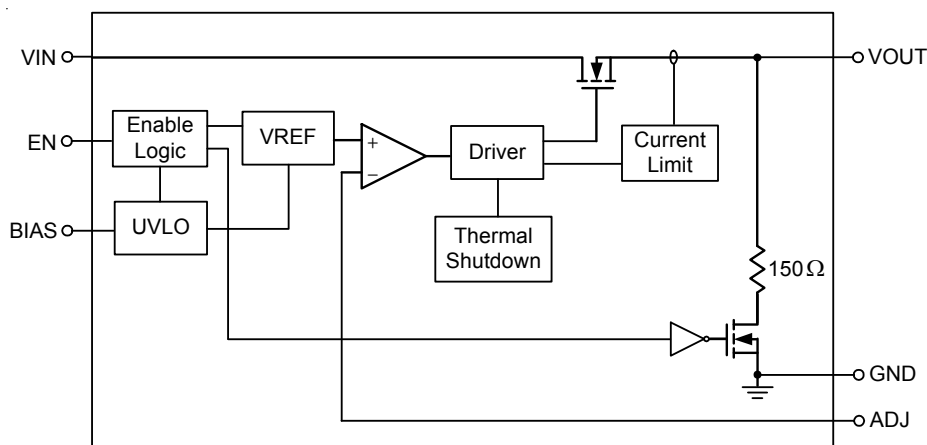 VIN
VOUT
EN
Enable
Logic
VREF
+
−
Driver
Current
Limit
BIAS
UVLO
Thermal
Shutdown
150Ω
GND
ADJ